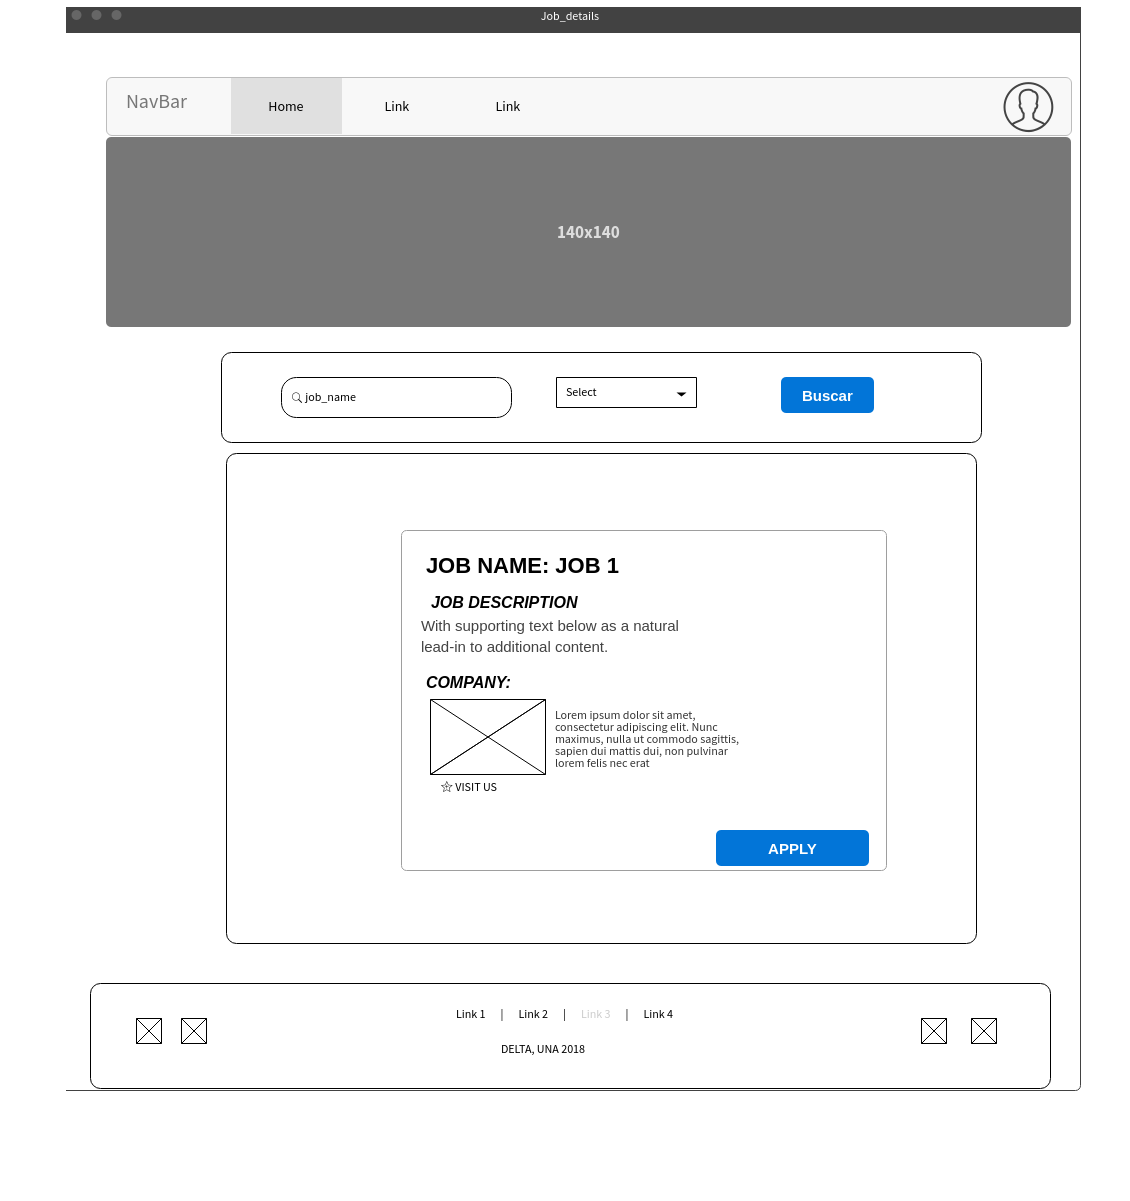 Job_details
NavBar
Home
Link
Link
140x140
job_name
Select
Buscar
JOB NAME: JOB 1
JOB DESCRIPTION
With supporting text below as a natural
lead-in to additional content.
COMPANY:
Lorem ipsum dolor sit amet,
consectetur adipiscing elit. Nunc
maximus, nulla ut commodo sagittis,
sapien dui mattis dui, non pulvinar
lorem felis nec erat
VISIT US
APPLY
Link 1 | Link 2 | Link 3 | Link 4
DELTA, UNA 2018